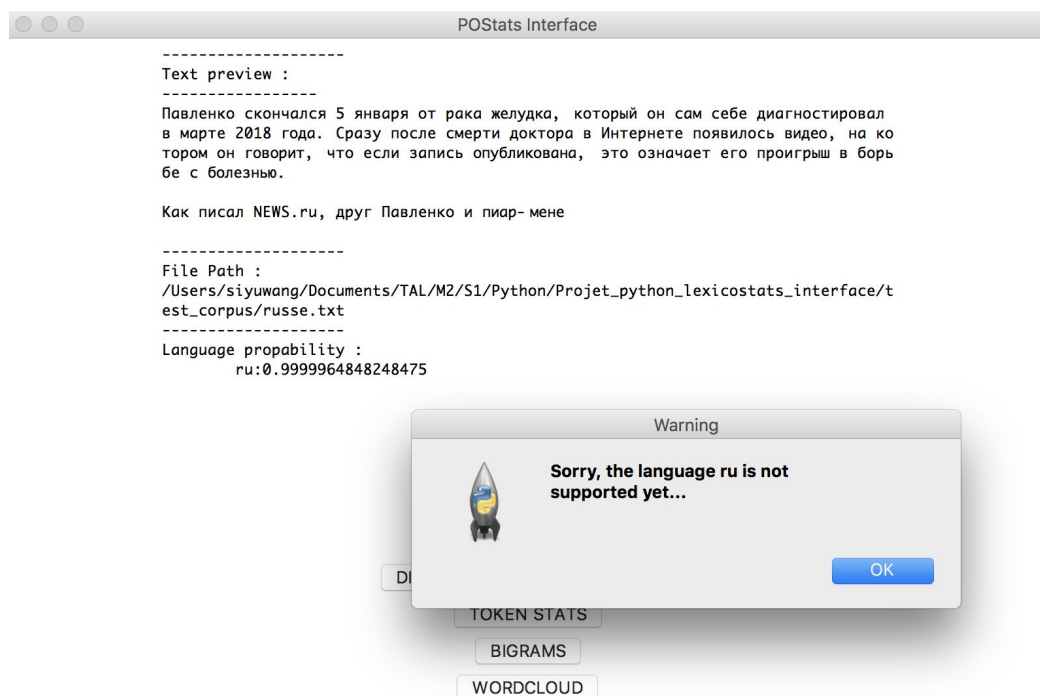 POStats Interface
--------------------
Text preview :
-----------------
Павленко скончался 5 января от рака желудка, который он сам себе диагностировал
в марте 2018 года. Сразу после смерти доктора в Интернете появилось видео, на ко
тором он говорит, что если запись опубликована, это означает его проигрыш в борь
бе с болезнью.
Как писал NEWS.ru, друг Павленко и пиар-мене
--------------------
File Path :
/Users/siyuwang/Documents/TAL/M2/S1/Python/Projet_python_lexicostats_interface/t
est_corpus/russe.txt
--------------------
Language propability :
ru:0.9999964848248475
Warning
Sorry, the language ru is not
supported yet...
OK
DI
TOKEN STATS
BIGRAMS
WORDCLOUD